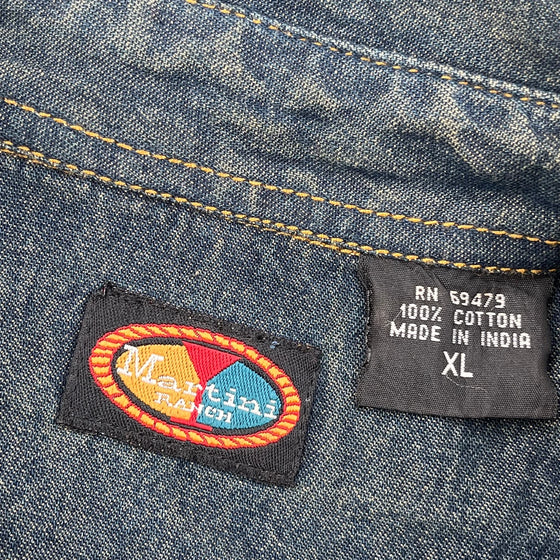 Martini
RANCH
RN 69479
100% COTTON
MADE IN INDIA
XL